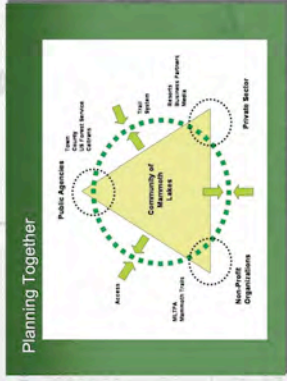 Planning Together
Public Agencies
Town
County
US Forest Service
Caltrans
Trail
System
Resorts
Business Partners
Media
Private Sector
Community of
Mammoth
Lakes
Access
MLTPA
Mammoth Trails
Non-Profit
Organizations